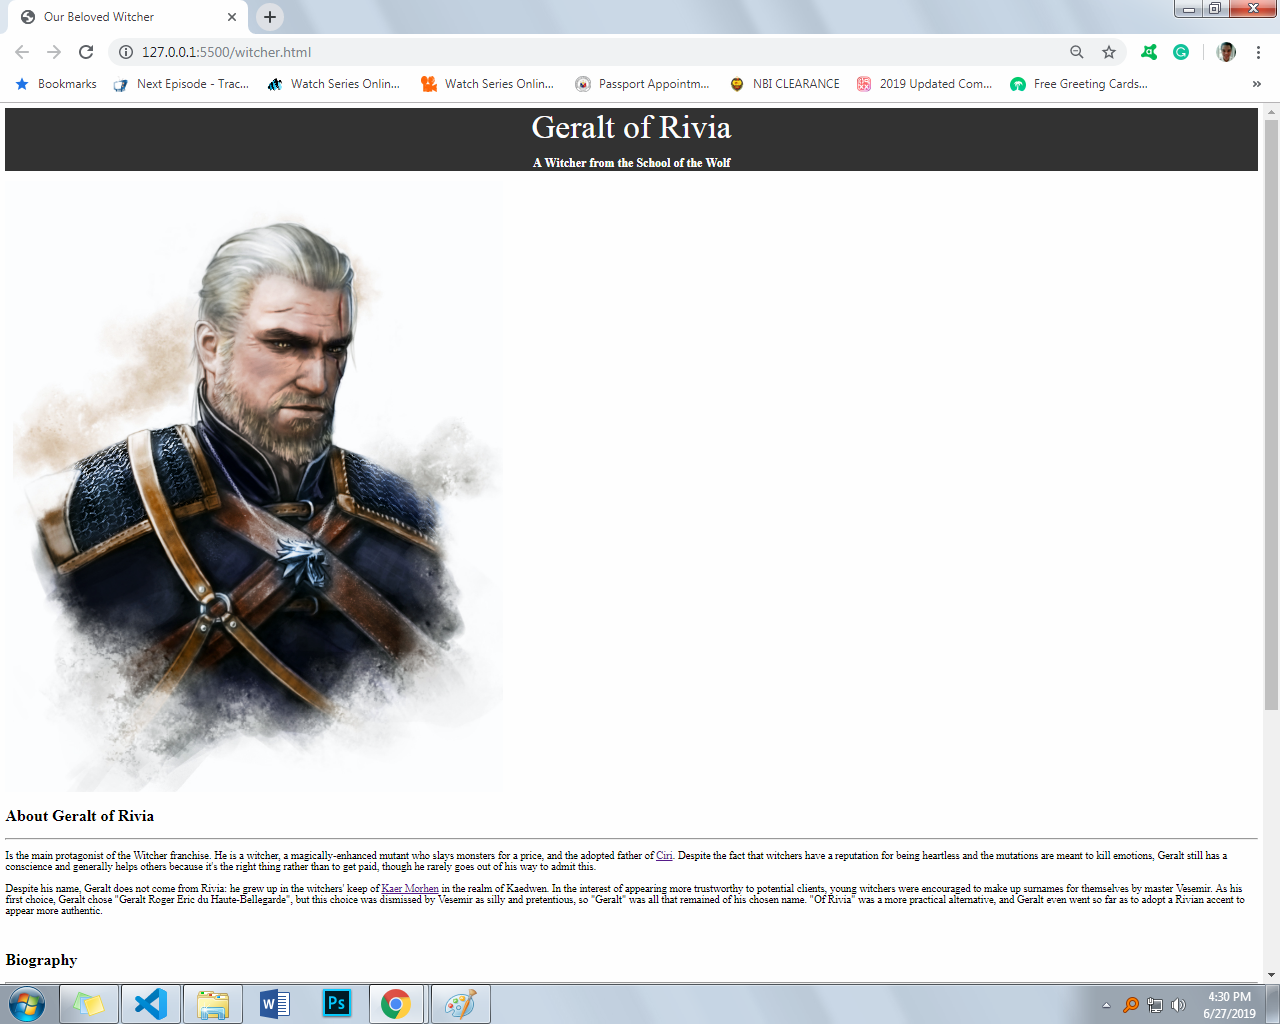 Our Beloved Witcher
127.0.0.1:5500/witcher.html
Bookmarks
Next Episode - Trac...
Watch Series Onlin...
Watch Series Onlin...
Passport Appointm...
NBI CLEARANCE
2019 Updated Com...
Free Greeting Cards...
Geralt of Rivia
A Witcher from the School of the Wolf
About Geralt of Rivia
Is the main protagonist of the Witcher franchise. He is a witcher, a magically-enhanced mutant who slays monsters for a price, and the adopted father of Ciri. Despite the fact that witchers have a reputation for being heartless and the mutations are meant to kill emotions, Geralt still has a
conscience and generally helps others because it's the right thing rather than to get paid, though he rarely goes out of his way to admit this.
Despite his name, Geralt does not come from Rivia: he grew up in the witchers' keep of Kaer Morhen in the realm of Kaedwen. In the interest of appearing more trustworthy to potential clients, young witchers were encouraged to make up surnames for themselves by master Vesemir. As his
first choice, Geralt chose "Geralt Roger Eric du Haute-Bellegarde", but this choice was dismissed by Vesemir as silly and pretentious, so "Geralt" was all that remained of his chosen name. "Of Rivia" was a more practical alternative, and Geralt even went so far as to adopt a Rivian accent to
appear more authentic.
Biography
W
Ps
4:30 PM
6/27/2019